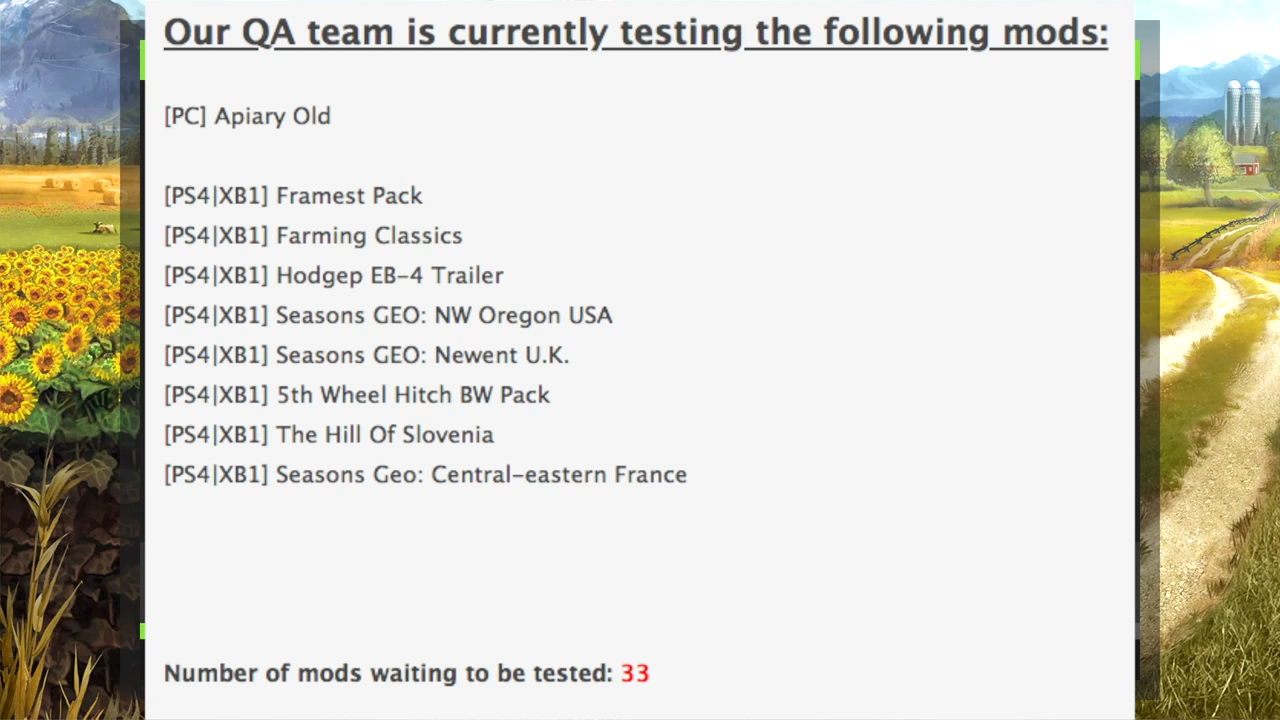 Our QA team is currently testing the following mods:
[PC] Apiary Old
[PS4|XB1] Framest Pack
[PS4|XB1] Farming Classics
[PS4|XB1] Hodgep EB-4 Trailer
[PS4|XB1] Seasons GEO: NW Oregon USA
[PS4|XB1] Seasons GEO: Newent U.K.
[PS4|XB1] 5th Wheel Hitch BW Pack
[PS4|XB1] The Hill Of Slovenia
[PS4|XB1] Seasons Geo: Central-eastern France
Number of mods waiting to be tested: 33